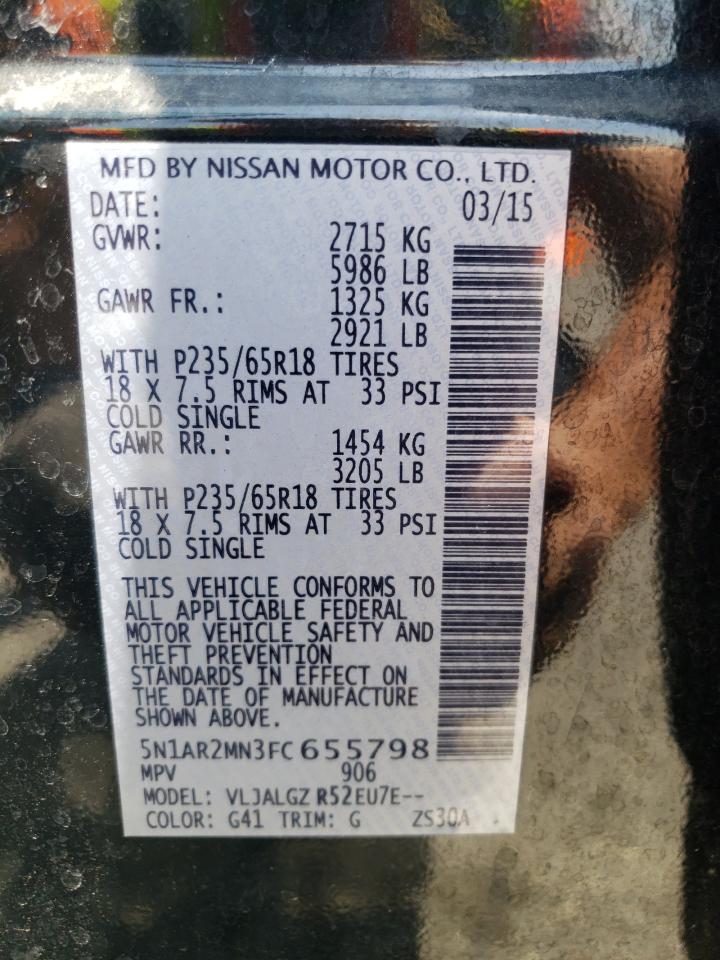 MFD BY NISSAN MOTOR CO., LTD.
DATE: 03/15
GVWR: 2715 KG
5986 LB
GAWR FR.: 1325 KG
2921 LB
WITH P235/65R18 TIRES
18 X 7.5 RIMS AT 33 PSI
COLD SINGLE
GAWR RR.: 1454 KG
3205 LB
WITH P235/65R18 TIRES
18 X 7.5 RIMS AT 33 PSI
COLD SINGLE
THIS VEHICLE CONFORMS TO
ALL APPLICABLE FEDERAL
MOTOR VEHICLE SAFETY AND
THEFT PREVENTION
STANDARDS IN EFFECT ON
THE DATE OF MANUFACTURE
SHOWN ABOVE.
5N1AR2MN3FC655798
MPV 906
MODEL: VLJALGZ R52EU7E--
COLOR: G41 TRIM: G ZS30A